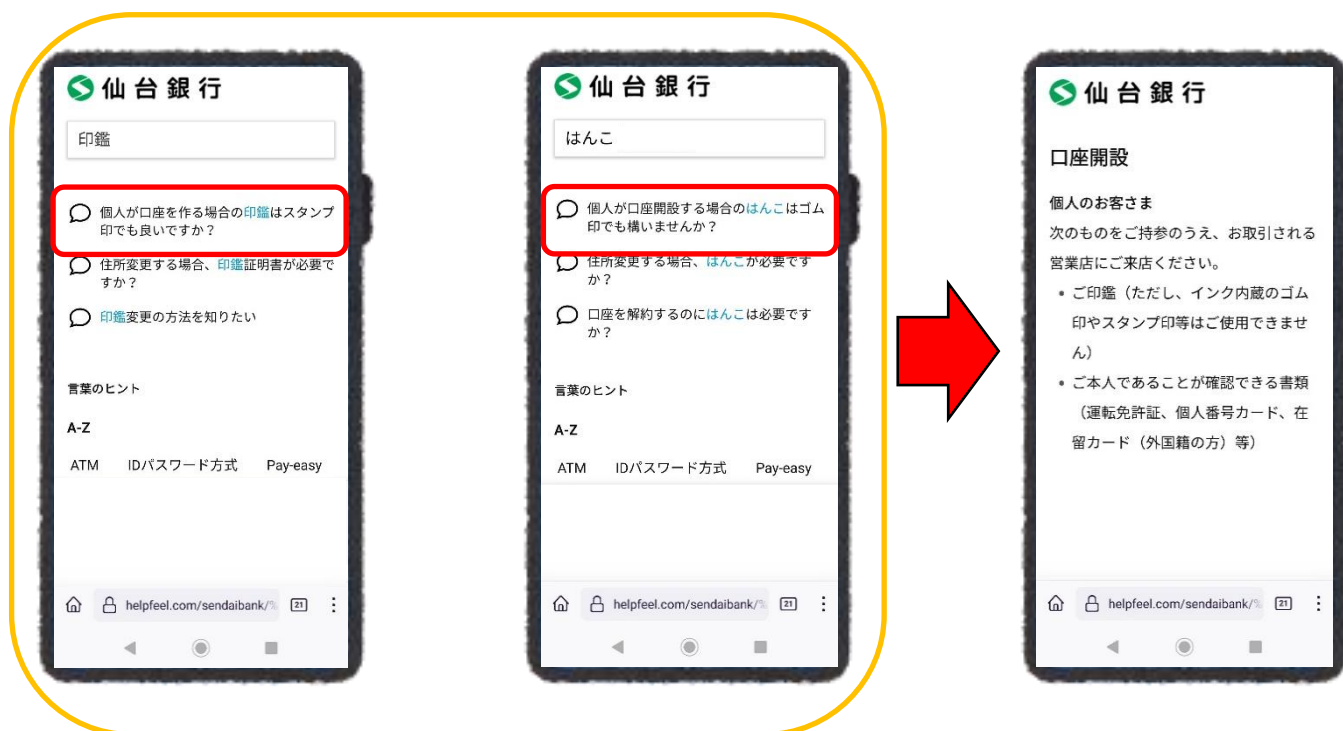 仙台銀行
印鑑
個人が口座を作る場合の印鑑はスタンプ
印でも良いですか？
住所変更する場合、印鑑証明書が必要で
すか？
印鑑変更の方法を知りたい
言葉のヒント
A-Z
ATM IDパスワード方式 Pay-easy
helpfeel.com/sendaibank/%
21
仙台銀行
はんこ
個人が口座開設する場合のはんこはゴム
印でも構いませんか？
住所変更する場合、はんこが必要です
か？
口座を解約するのにはんこは必要です
か？
言葉のヒント
A-Z
ATM IDパスワード方式 Pay-easy
helpfeel.com/sendaibank/%
21
仙台銀行
口座開設
個人のお客さま
次のものをご持参のうえ、お取引される
営業店にご来店ください。
• ご印鑑（ただし、インク内蔵のゴム
印やスタンプ印等はご使用できませ
ん）
• ご本人であることが確認できる書類
（運転免許証、個人番号カード、在
留カード（外国籍の方）等）
helpfeel.com/sendaibank/%
21